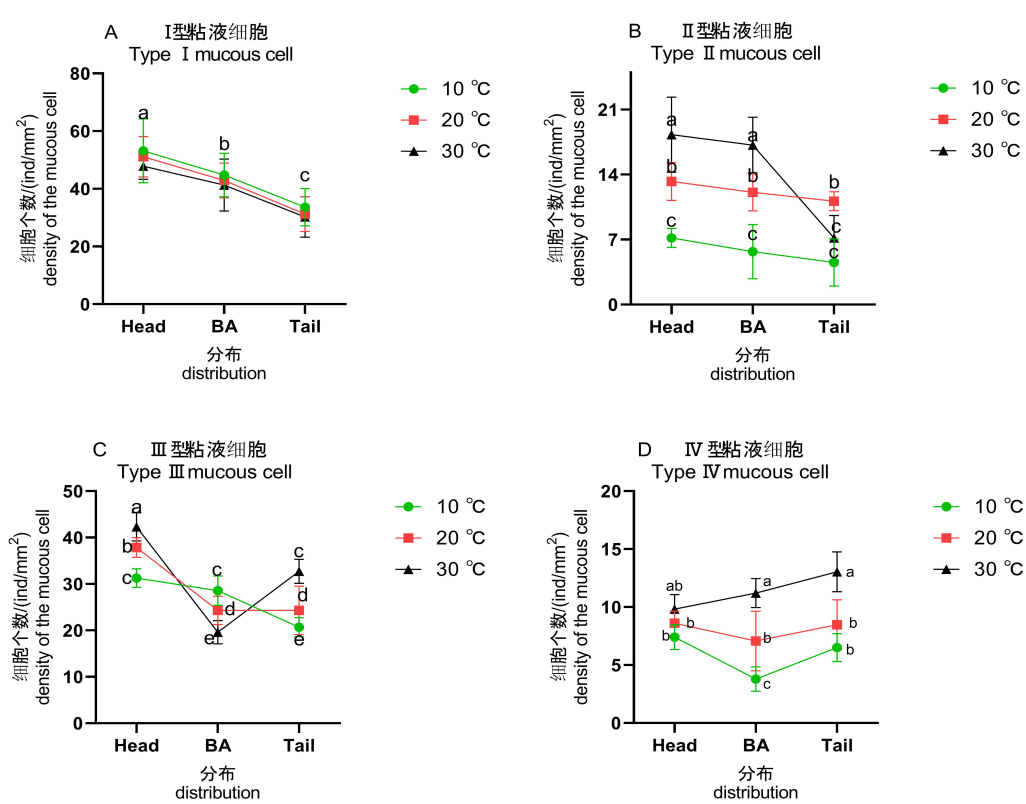 A
Ⅰ型粘液细胞
Type Ⅰ mucous cell
80
60
40
20
0
细胞个数/(ind/mm²)
density of the mucous cell
a
b
c
Head
BA
Tail
分布
distribution
10 ℃
20 ℃
30 ℃
B
Ⅱ型粘液细胞
Type Ⅱ mucous cell
21
14
7
0
细胞个数/(ind/mm²)
density of the mucous cell
a
a
b
b
b
c
c
c
c
Head
BA
Tail
分布
distribution
10 ℃
20 ℃
30 ℃
C
Ⅲ型粘液细胞
Type Ⅲ mucous cell
50
40
30
20
10
0
细胞个数/(ind/mm²)
density of the mucous cell
a
b
c
c
d
e
c
d
e
Head
BA
Tail
分布
distribution
10 ℃
20 ℃
30 ℃
D
Ⅳ型粘液细胞
Type Ⅳ mucous cell
20
15
10
5
0
细胞个数/(ind/mm²)
density of the mucous cell
ab
b
b
a
b
c
a
b
b
Head
BA
Tail
分布
distribution
10 ℃
20 ℃
30 ℃